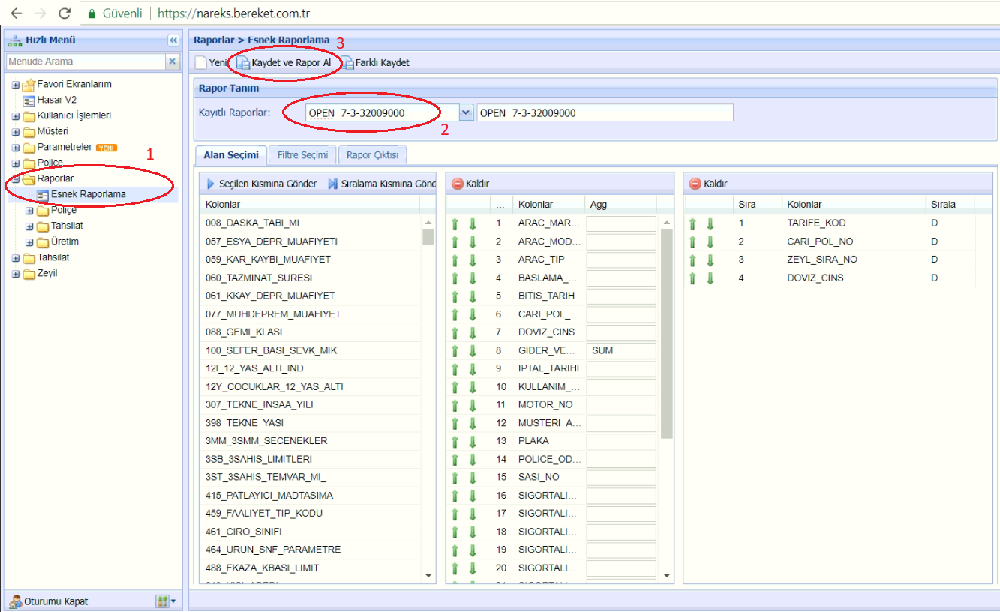 Güvenli https://nareks.bereket.com.tr
Hızlı Menü
Menüde Arama
Favori Ekranlarım
Hasar V2
Kullanıcı İşlemleri
Müşteri
Parametreler YENİ
1
Poliçe
Raporlar
Esnek Raporlama
Poliçe
Tahsilat
Üretim
Tahsilat
Zeyil
Oturumu Kapat
Raporlar > Esnek Raporlama
3
Yeni Kaydet ve Rapor Al Farklı Kaydet
Rapor Tanım
Kayıtlı Raporlar: OPEN 7-3-32009000 OPEN 7-3-32009000
2
Alan Seçimi Filtre Seçimi Rapor Çıktısı
Seçilen Kısmına Gönder Sıralama Kısmına Gönd
Kolonlar
008_DASKA_TABI_MI
057_ESYA_DEPR_MUAFIYETI
059_KAR_KAYBI_MUAFIYET
060_TAZMINAT_SURESI
061_KKAY_DEPR_MUAFIYET
077_MUHDEPREM_MUAFIYET
088_GEMI_KLASI
100_SEFER_BASI_SEVK_MIK
12I_12_YAS_ALTI_IND
12Y_COCUKLAR_12_YAS_ALTI
307_TEKNE_INSAA_YILI
398_TEKNE_YASI
3MM_3SMM_SECENEKLER
3SB_3SAHIS_LIMITLERI
3ST_3SAHIS_TEMVAR_MI_
415_PATLAYICI_MADTASIMA
459_FAALIYET_TIP_KODU
461_CIRO_SINIFI
464_URUN_SNF_PARAMETRE
488_FKAZA_KBASI_LIMIT
Kaldır
... Kolonlar Agg
1 ARAC_MAR...
2 ARAC_MOD...
3 ARAC_TIP
4 BASLAMA_...
5 BITIS_TARIH
6 CARI_POL_...
7 DOVIZ_CINS
8 GIDER_VE... SUM
9 IPTAL_TARIHI
10 KULLANIM_...
11 MOTOR_NO
12 MUSTERI_A...
13 PLAKA
14 POLICE_OD...
15 SASI_NO
16 SIGORTALI...
17 SIGORTALI...
18 SIGORTALI...
19 SIGORTALI...
20 SIGORTALI...
Kaldır
Sıra Kolonlar Sırala
1 TARIFE_KOD D
2 CARI_POL_NO D
3 ZEYL_SIRA_NO D
4 DOVIZ_CINS D